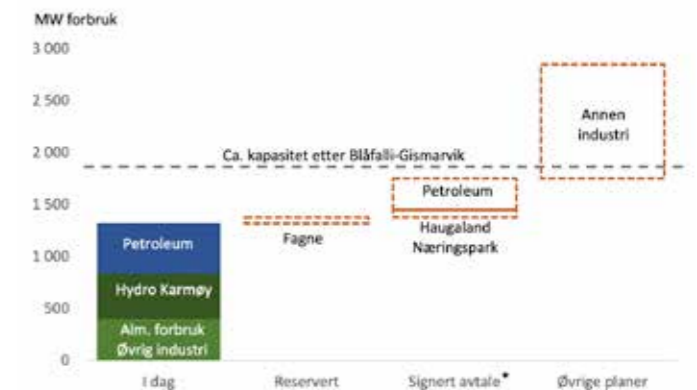 MW forbruk
3 000
2 500
2 000
1 500
1 000
500
0
Ca. kapasitet etter Blåfalli-Gismarvik
Annen
industri
Petroleum
Haugaland
Næringspark
Fagne
Petroleum
Hydro Karmøy
Alm. forbruk
Øvrig industri
I dag
Reservert
Signert avtale*
Øvrige planer